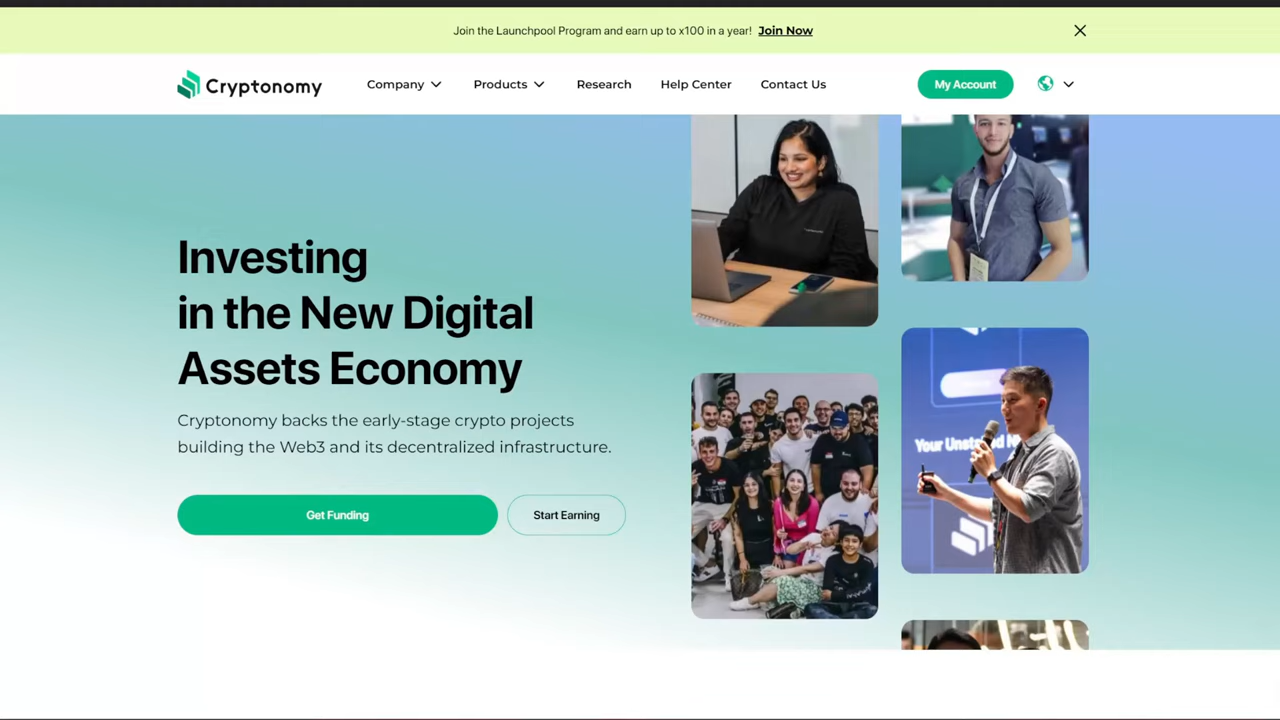 Join the Launchpool Program and earn up to x100 in a year! Join Now
Cryptonomy Company Products Research Help Center Contact Us My Account
Investing
in the New Digital
Assets Economy
Cryptonomy backs the early-stage crypto projects
building the Web3 and its decentralized infrastructure.
Get Funding Start Earning
Your